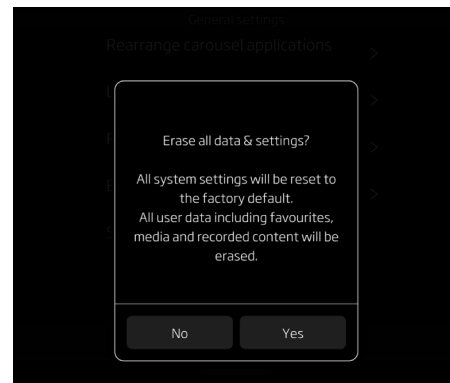 General settings
Rearrange carousel applications
Erase all data & settings?
All system settings will be reset to
the factory default.
All user data including favourites,
media and recorded content will be
erased.
No
Yes